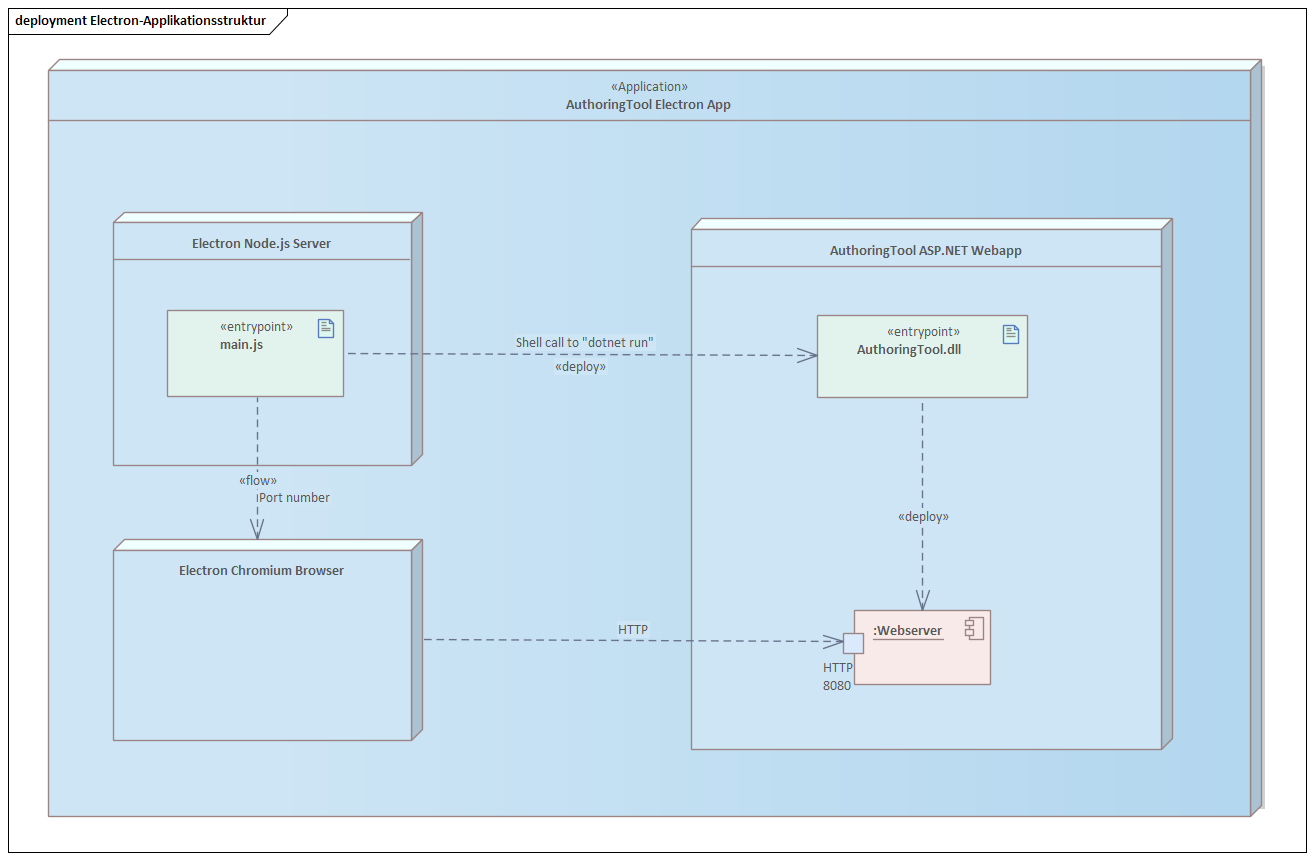 deployment Electron-Applikationsstruktur
«Application»
AuthoringTool Electron App
Electron Node.js Server
«entrypoint»
main.js
Shell call to "dotnet run"
«deploy»
AuthoringTool ASP.NET Webapp
«entrypoint»
AuthoringTool.dll
«flow»
Port number
«deploy»
Electron Chromium Browser
HTTP
:Webserver
HTTP
8080